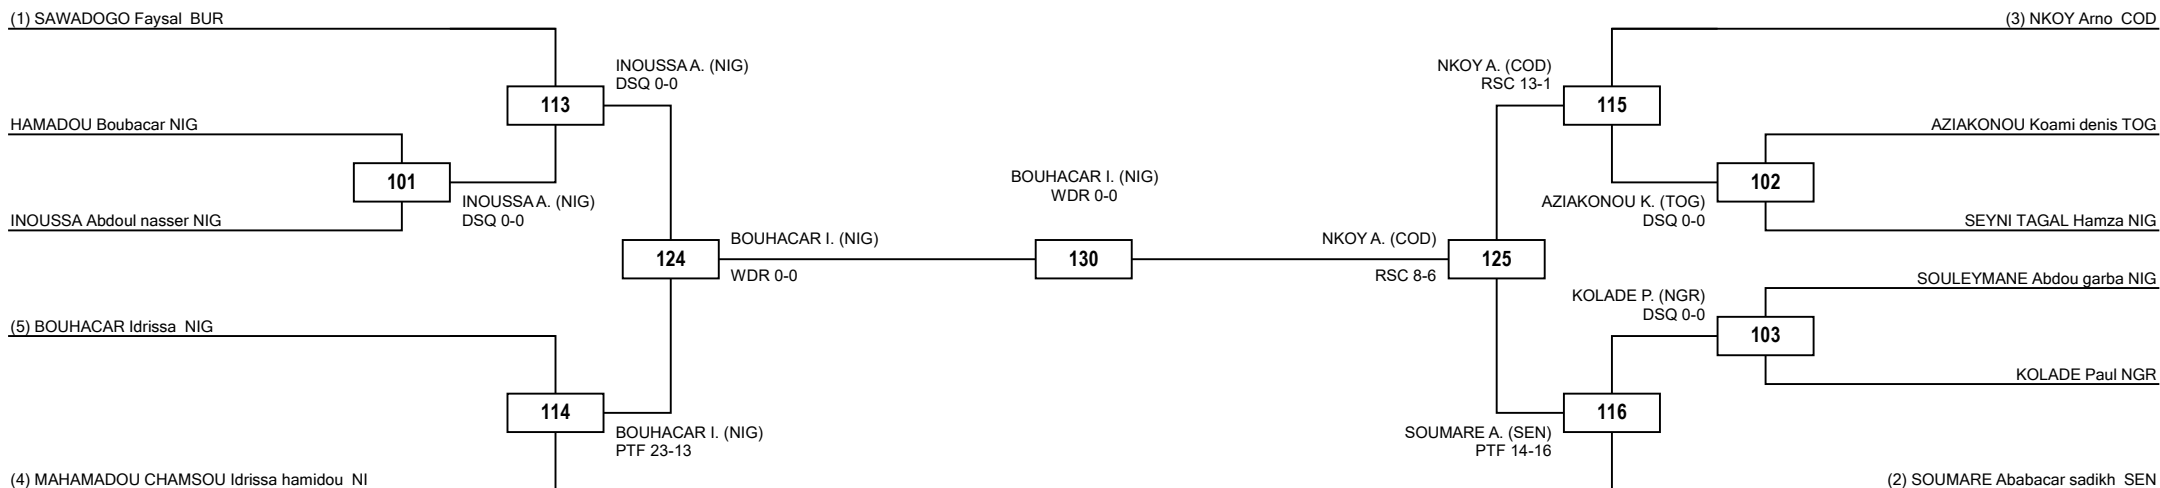 (1) SAWADOGO Faysal  BUR
(3) NKOY Arno  COD
INOUSSA A. (NIG)
DSQ 0-0
NKOY A. (COD)
RSC 13-1
113
115
HAMADOU Boubacar NIG
AZIAKONOU Koami denis TOG
101
102
INOUSSA A. (NIG)
DSQ 0-0
BOUHACAR I. (NIG)
WDR 0-0
AZIAKONOU K. (TOG)
DSQ 0-0
INOUSSA Abdoul nasser NIG
SEYNI TAGAL Hamza NIG
124
BOUHACAR I. (NIG)
WDR 0-0
130
NKOY A. (COD)
RSC 8-6
125
SOULEYMANE Abdou garba NIG
KOLADE P. (NGR)
DSQ 0-0
103
(5) BOUHACAR Idrissa  NIG
KOLADE Paul NGR
114
116
BOUHACAR I. (NIG)
PTF 23-13
SOUMARE A. (SEN)
PTF 14-16
(4) MAHAMADOU CHAMSOU Idrissa hamidou  NI
(2) SOUMARE Ababacar sadikh  SEN